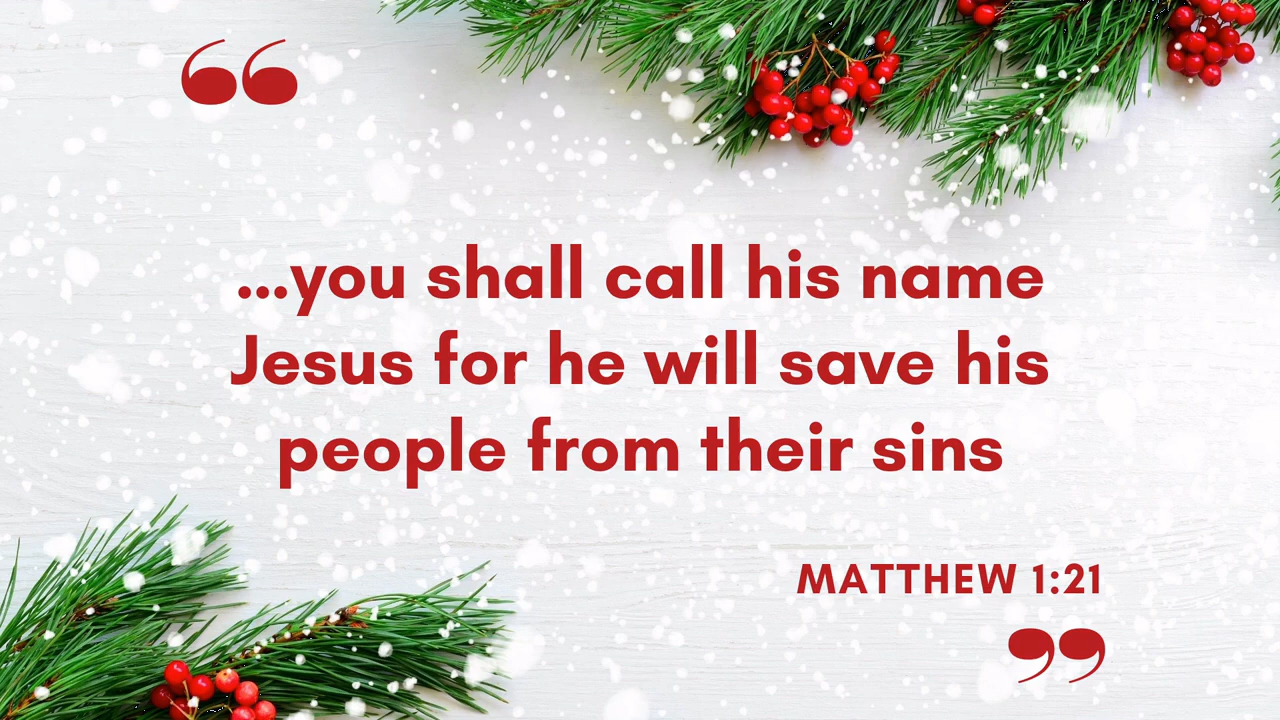 “
...you shall call his name
Jesus for he will save his
people from their sins
MATTHEW 1:21
”